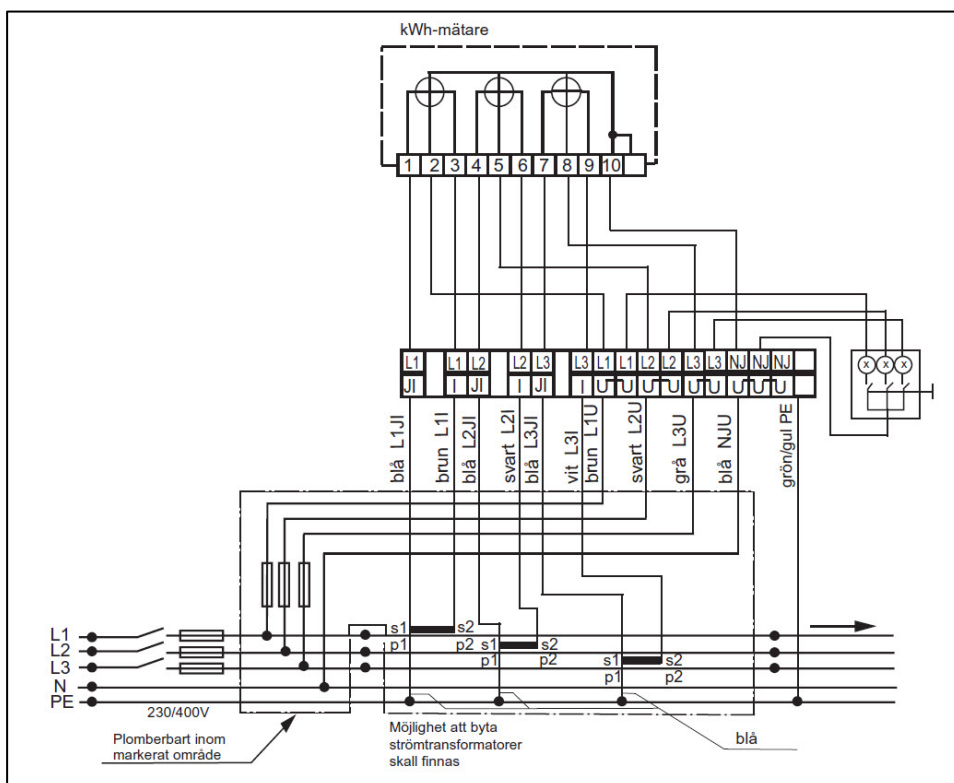 kWh-mätare
1 2 3 4 5 6 7 8 9 10
L1 L1 L2 L2 L3 L3 L1 L1 L2 L2 L3 L3 NJ NJ NJ
JI I JI I JI I U U U U U U U U U
blå L1JI
brun L1I
blå L2JI
svart L2I
blå L3JI
vit L3I
brun L1U
svart L2U
grå L3U
blå NJU
grön/gul PE
x x x
s1 s2
L1
p1 p2
s1 s2
L2
p1 p2
s1 s2
L3
p1 p2
N
PE
230/400V
Plomberbart inom
markerat område
Möjlighet att byta
strömtransformatorer
skall finnas
blå